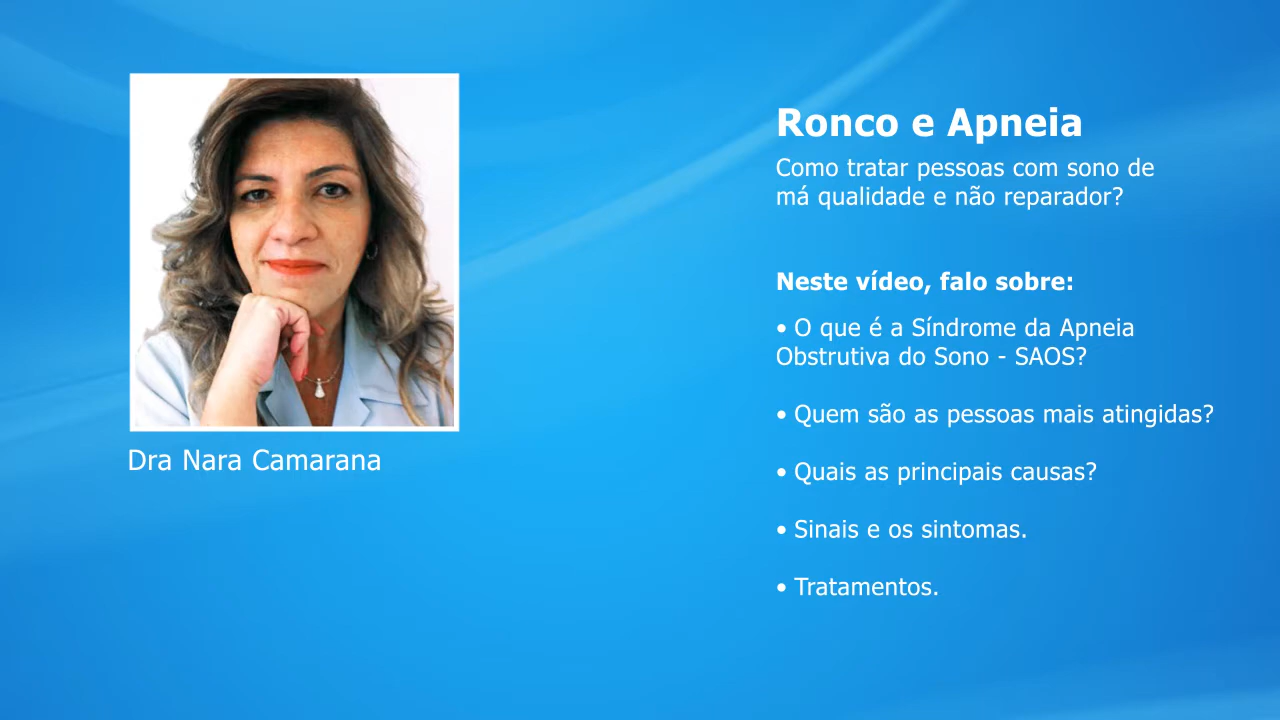 Ronco e Apneia
Como tratar pessoas com sono de
má qualidade e não reparador?
Neste vídeo, falo sobre:
• O que é a Síndrome da Apneia
Obstrutiva do Sono - SAOS?
• Quem são as pessoas mais atingidas?
• Quais as principais causas?
• Sinais e os sintomas.
• Tratamentos.
Dra Nara Camarana